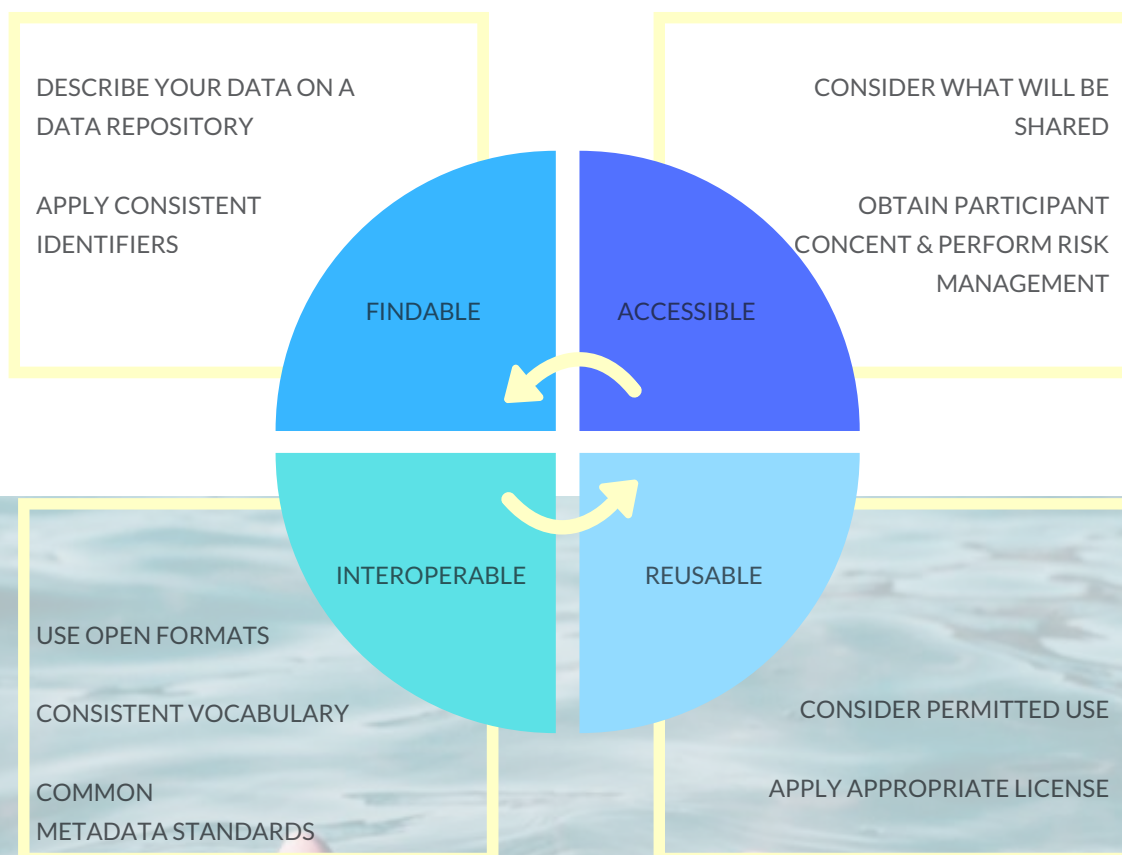 DESCRIBE YOUR DATA ON A
DATA REPOSITORY
APPLY CONSISTENT
IDENTIFIERS
CONSIDER WHAT WILL BE
SHARED
OBTAIN PARTICIPANT
CONCENT & PERFORM RISK
MANAGEMENT
FINDABLE
ACCESSIBLE
INTEROPERABLE
REUSABLE
USE OPEN FORMATS
CONSISTENT VOCABULARY
COMMON
METADATA STANDARDS
CONSIDER PERMITTED USE
APPLY APPROPRIATE LICENSE